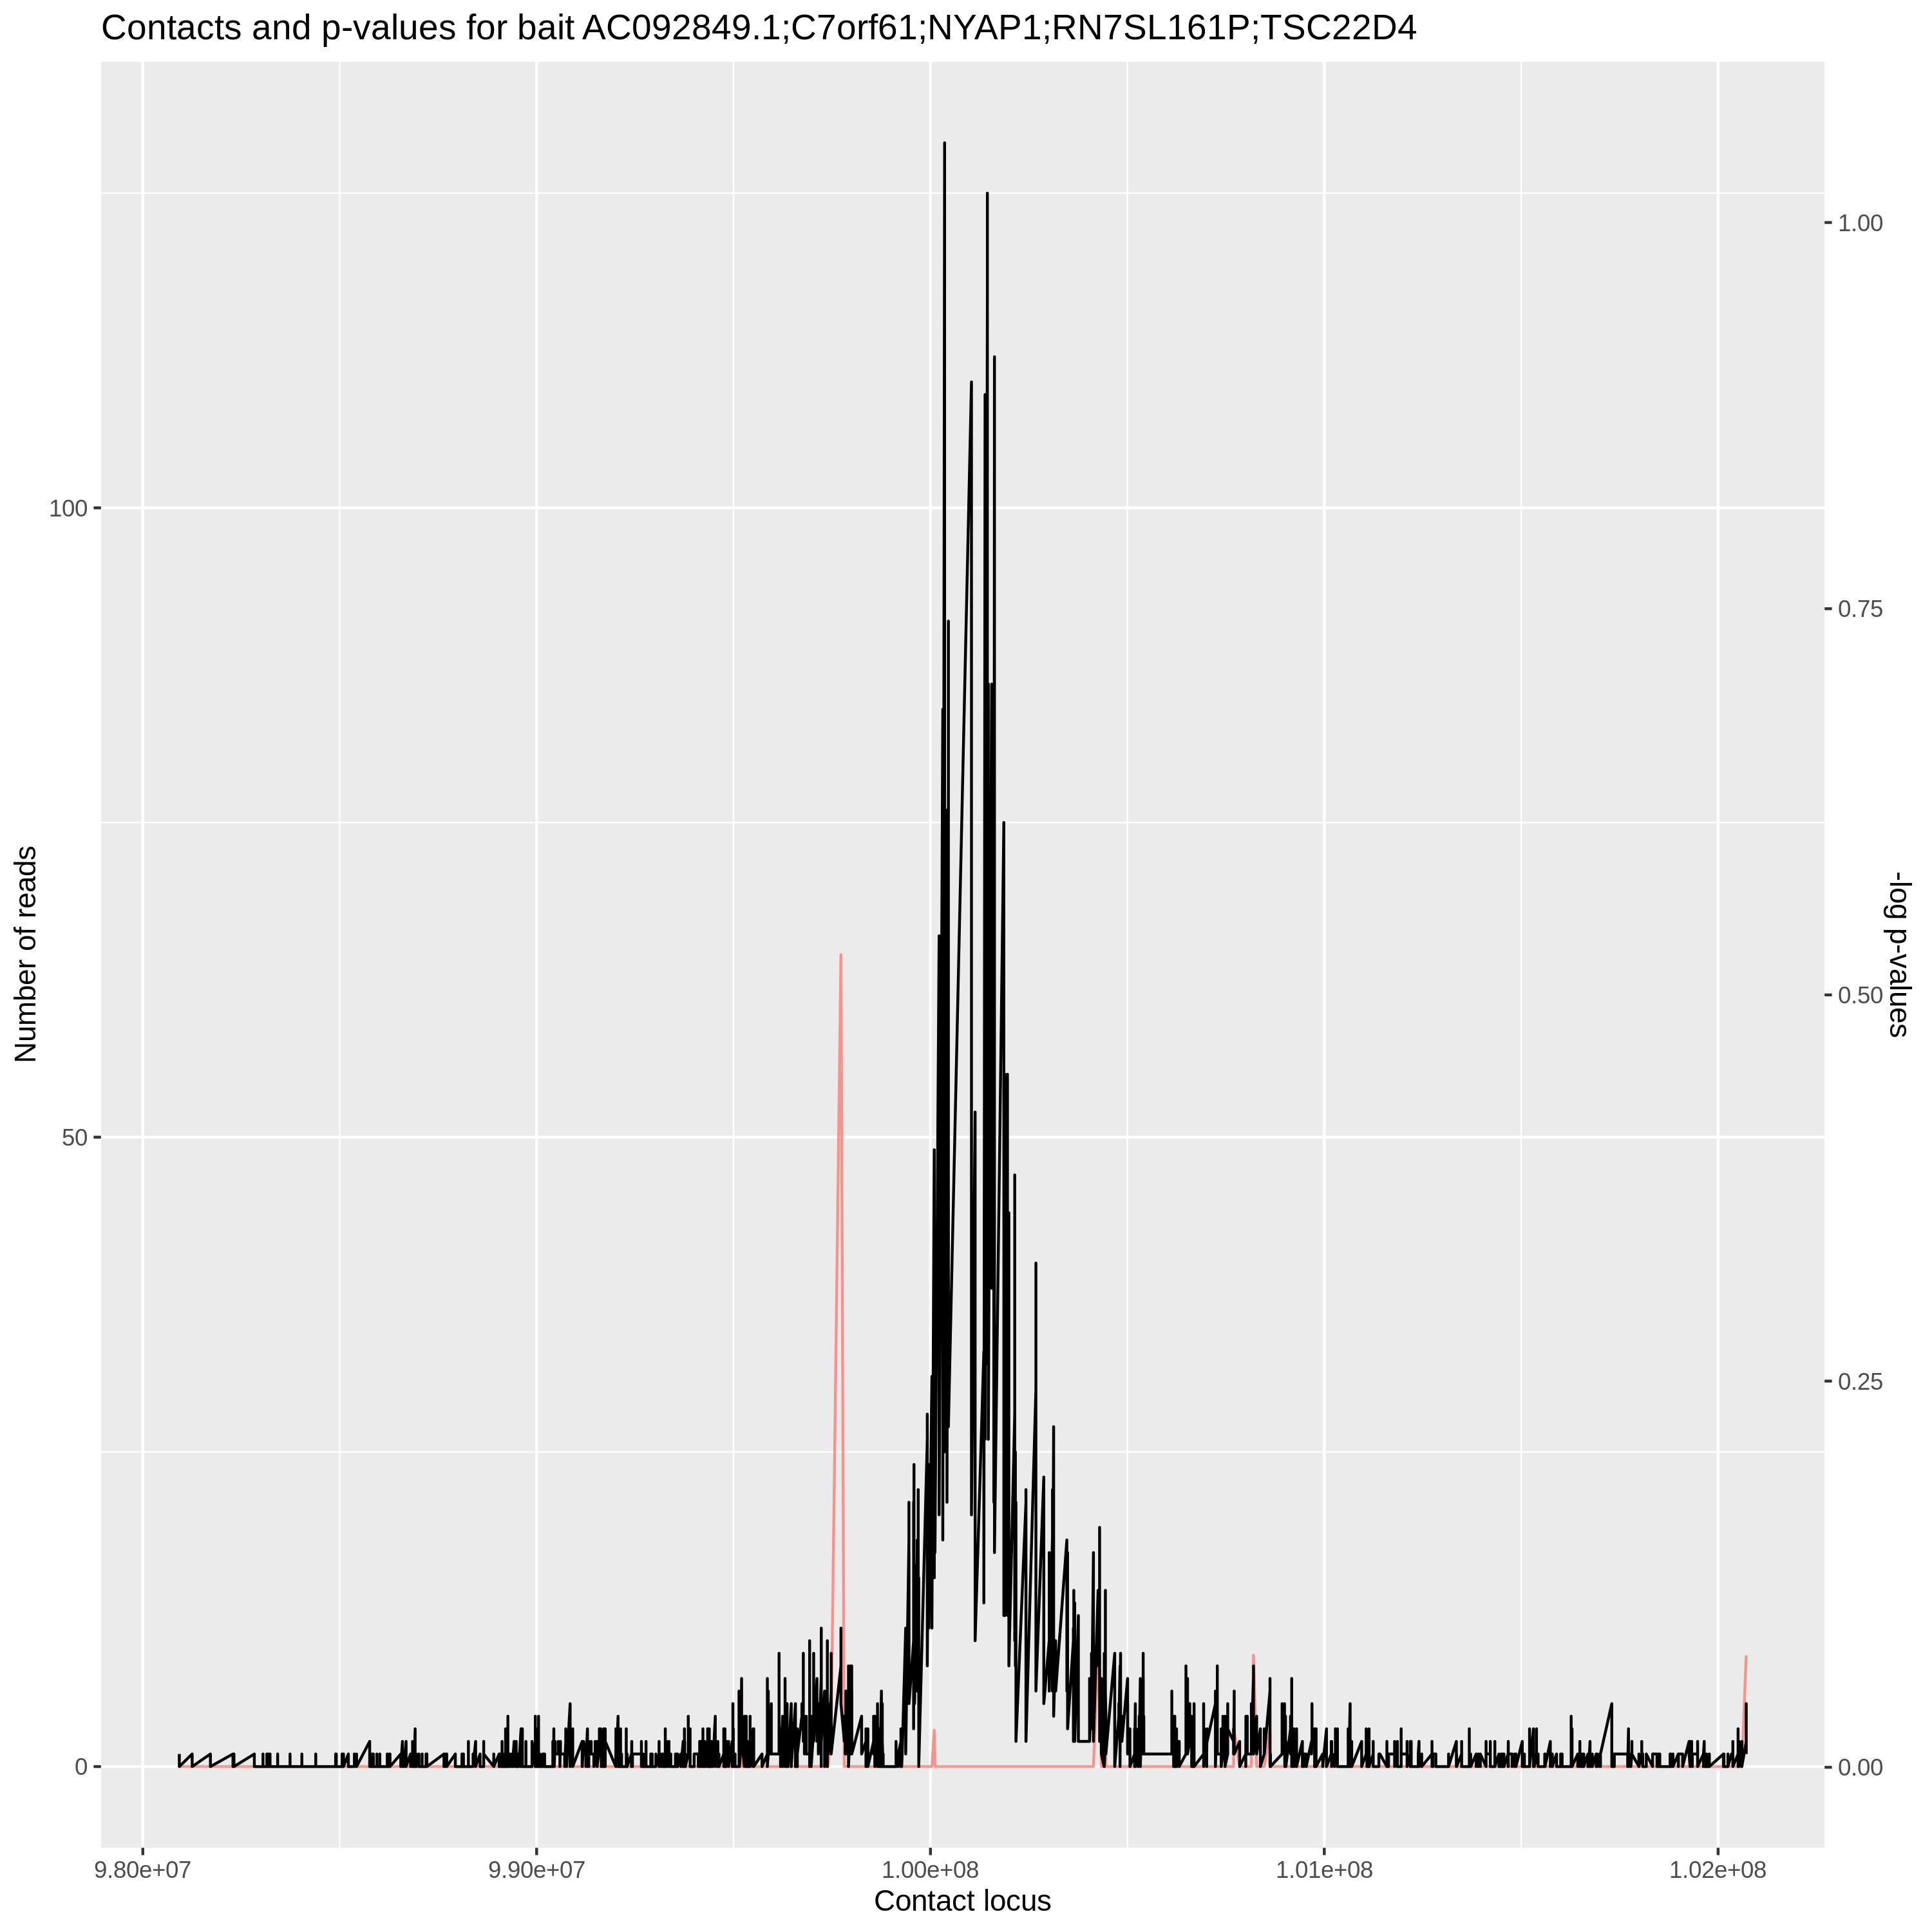 Contacts and p-values for bait AC092849.1;C7orf61;NYAP1;RN7SL161P;TSC22D4
1.00
100
0.75
Number of reads
-log p-values
0.50
50
0.25
0
0.00
9.80e+07
9.90e+07
1.00e+08
1.01e+08
1.02e+08
Contact locus